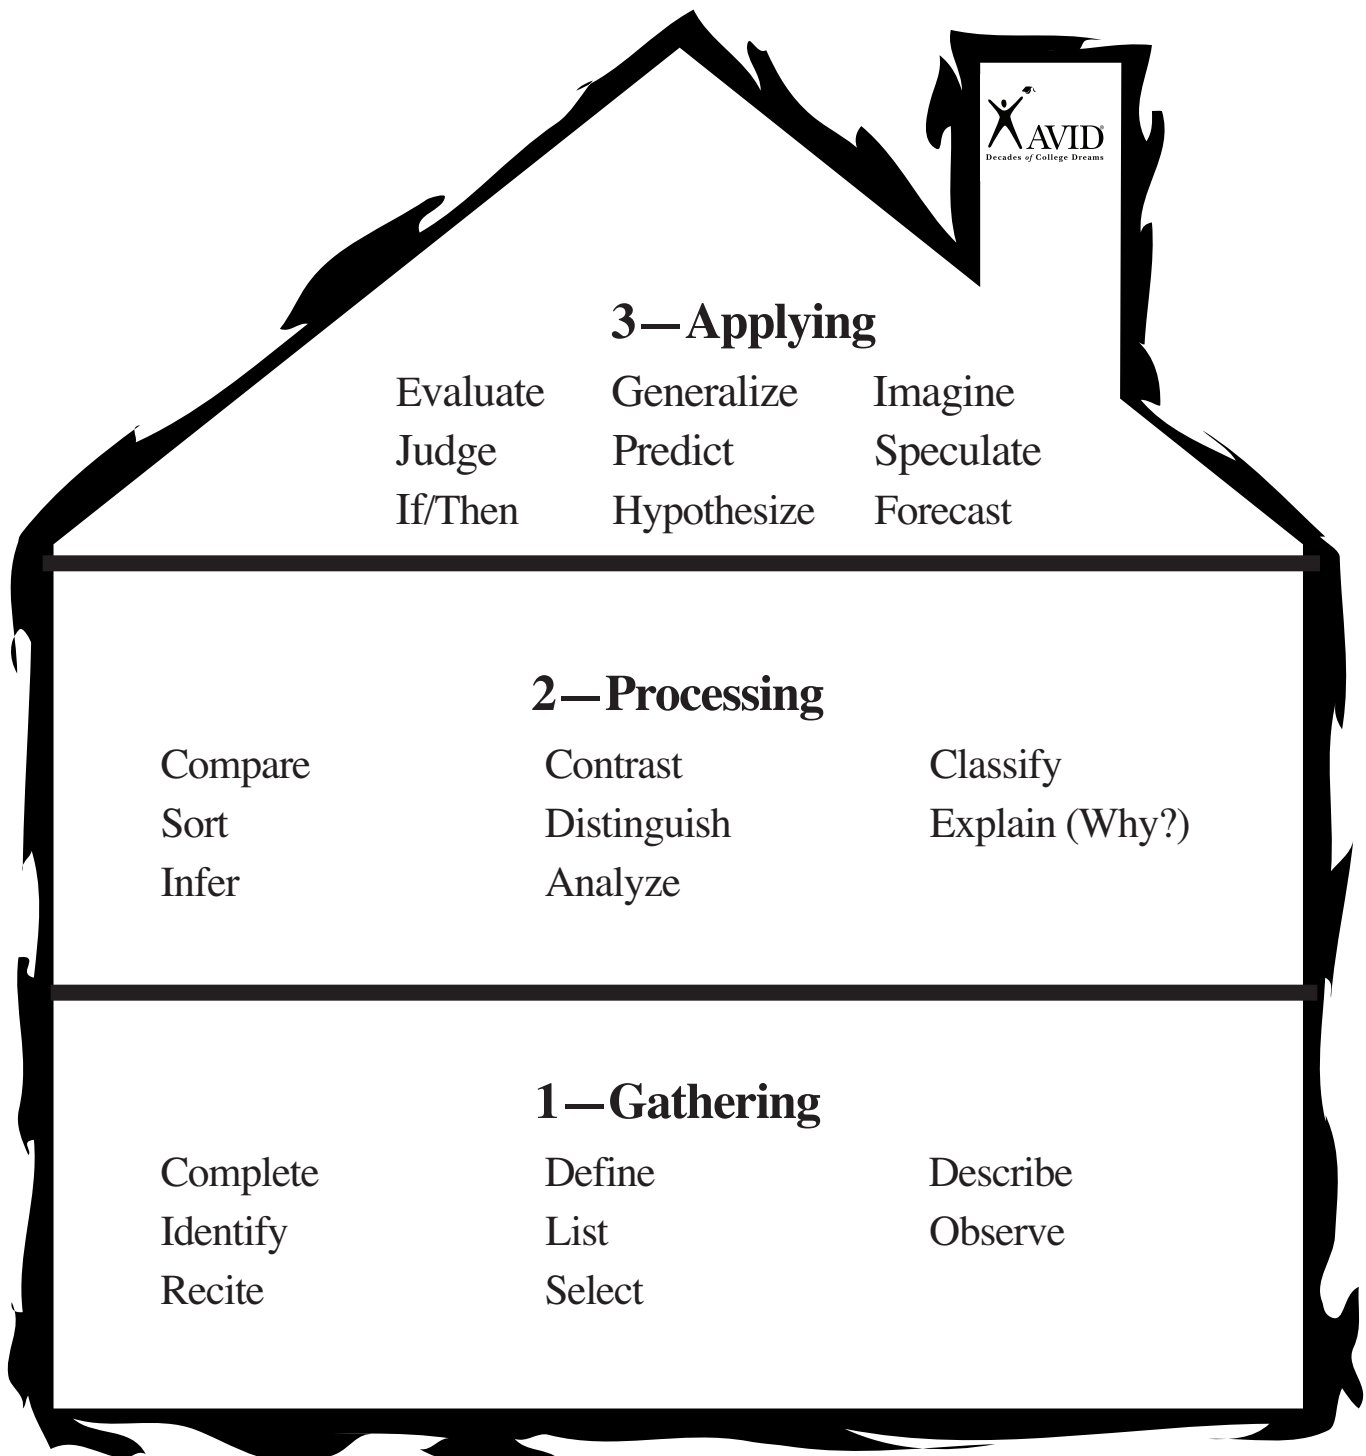 AVID®
Decades of College Dreams
3—Applying
Evaluate Generalize Imagine
Judge Predict Speculate
If/Then Hypothesize Forecast
2—Processing
Compare Contrast Classify
Sort Distinguish Explain (Why?)
Infer Analyze
1—Gathering
Complete Define Describe
Identify List Observe
Recite Select